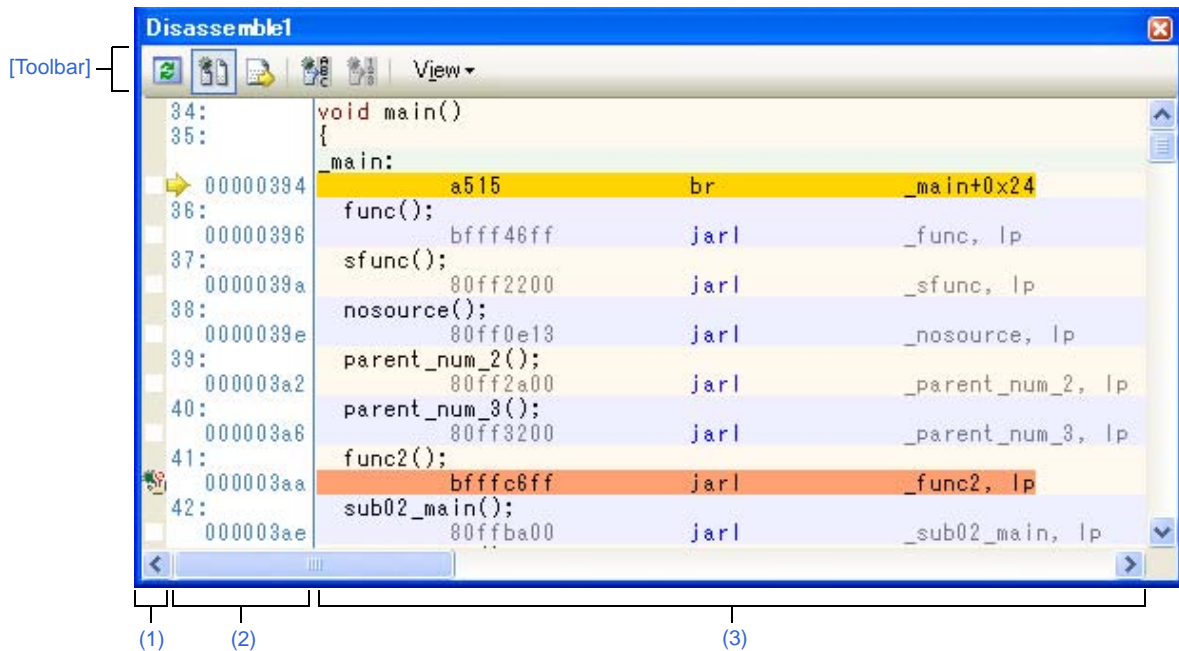 Disassemble1
[Toolbar]
View
34: void main()
35: {
_main:
00000394 a515 br _main+0x24
36: func();
00000396 bfff46ff jarl _func, lp
37: sfunc();
0000039a 80ff2200 jarl _sfunc, lp
38: nosource();
0000039e 80ff0e13 jarl _nosource, lp
39: parent_num_2();
000003a2 80ff2a00 jarl _parent_num_2, lp
40: parent_num_3();
000003a6 80ff3200 jarl _parent_num_3, lp
41: func2();
000003aa bfffc6ff jarl _func2, lp
42: sub02_main();
000003ae 80ffba00 jarl _sub02_main, lp
(1) (2) (3)